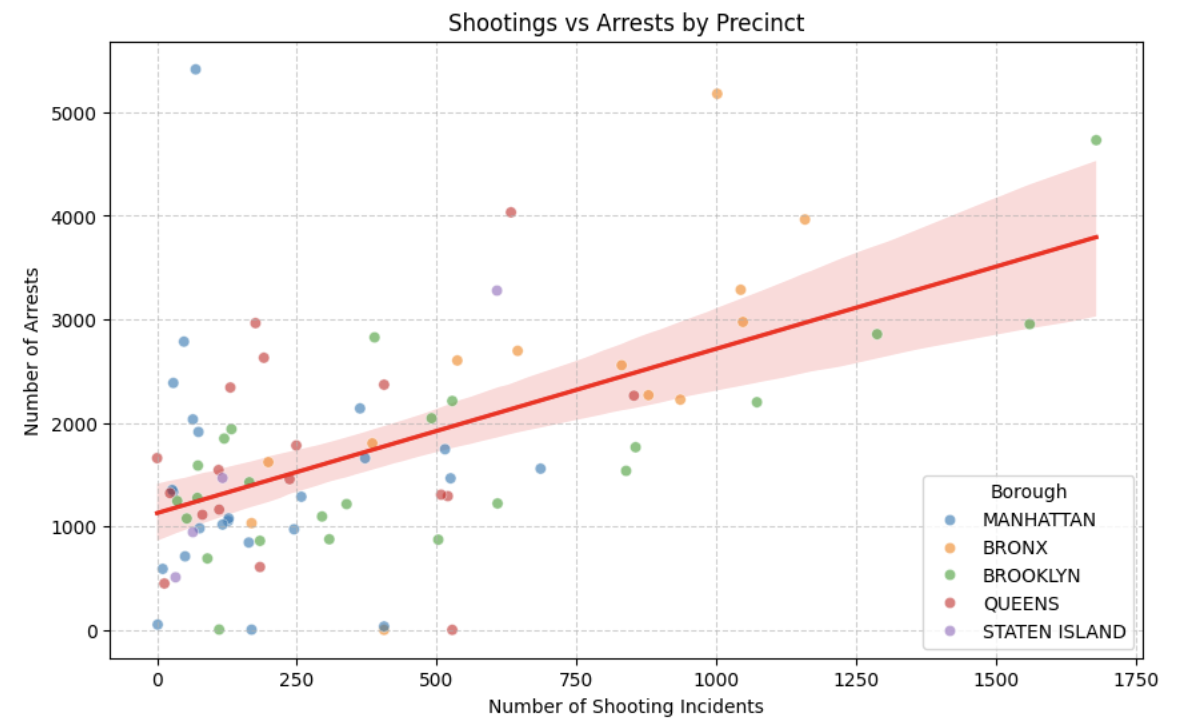 Shootings vs Arrests by Precinct
Number of Arrests
5000
4000
3000
2000
1000
0
0 250 500 750 1000 1250 1500 1750
Number of Shooting Incidents
Borough
MANHATTAN
BRONX
BROOKLYN
QUEENS
STATEN ISLAND